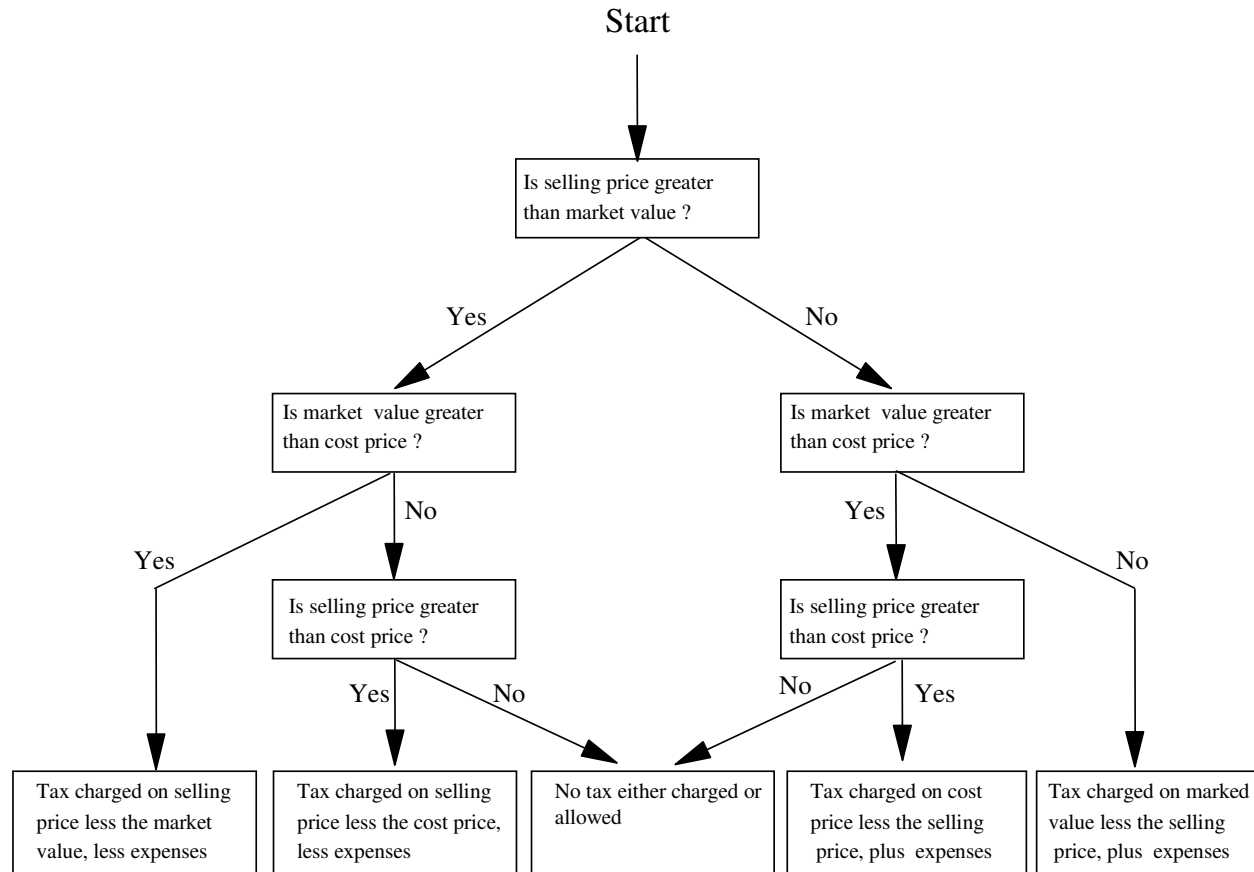 Start
Is selling price greater
than market value ?
Yes
No
Is market value greater
than cost price ?
Is market value greater
than cost price ?
No
Yes
Yes
No
Is selling price greater
than cost price ?
Is selling price greater
than cost price ?
Yes
No
No
Yes
Tax charged on selling
price less the market
value, less expenses
Tax charged on selling
price less the cost price,
less expenses
No tax either charged or
allowed
Tax charged on cost
price less the selling
price, plus expenses
Tax charged on marked
value less the selling
price, plus expenses